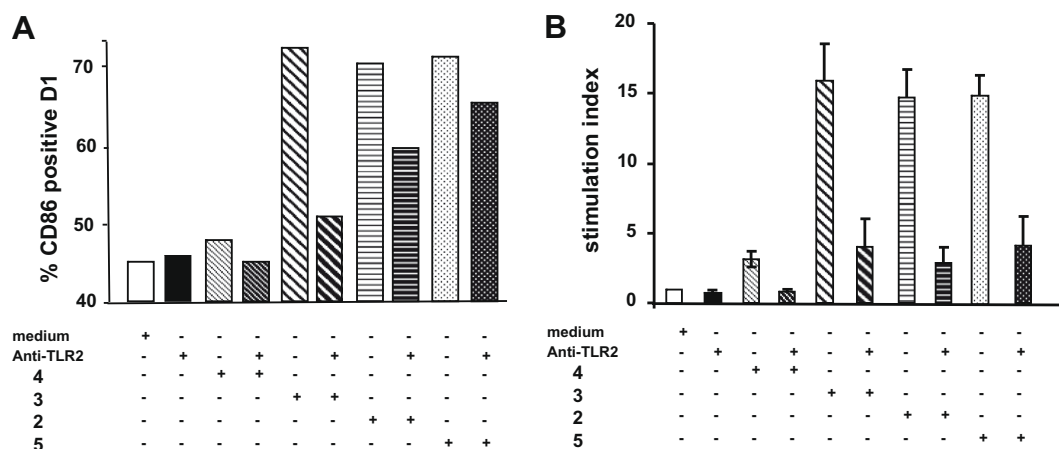 A
% CD86 positive D1
70
60
50
40
medium + - - - - - - - - -
Anti-TLR2 - + - + - + - + - +
4 - - + + - - - - - -
3 - - - - + + - - - -
2 - - - - - - + + - -
5 - - - - - - - - + +
B
stimulation index
20
15
10
5
0
medium + - - - - - - - - -
Anti-TLR2 - + - + - + - + - +
4 - - + + - - - - - -
3 - - - - + + - - - -
2 - - - - - - + + - -
5 - - - - - - - - + +